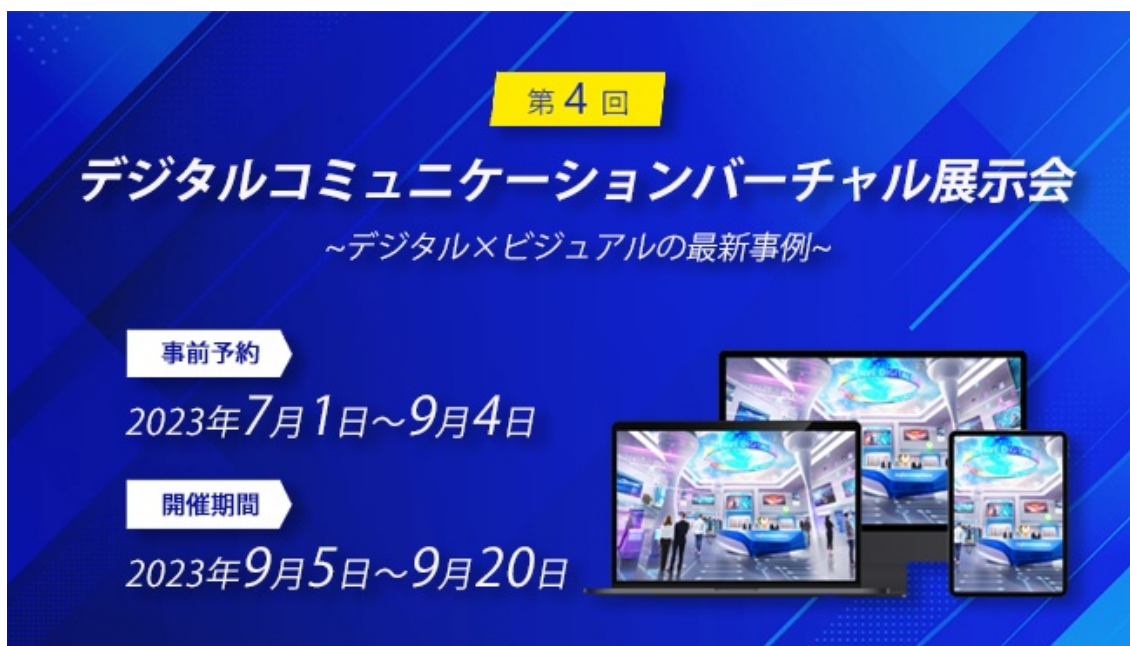 第4回
デジタルコミュニケーションバーチャル展示会
~デジタル×ビジュアルの最新事例~
事前予約
2023年7月1日～9月4日
開催期間
2023年9月5日～9月20日